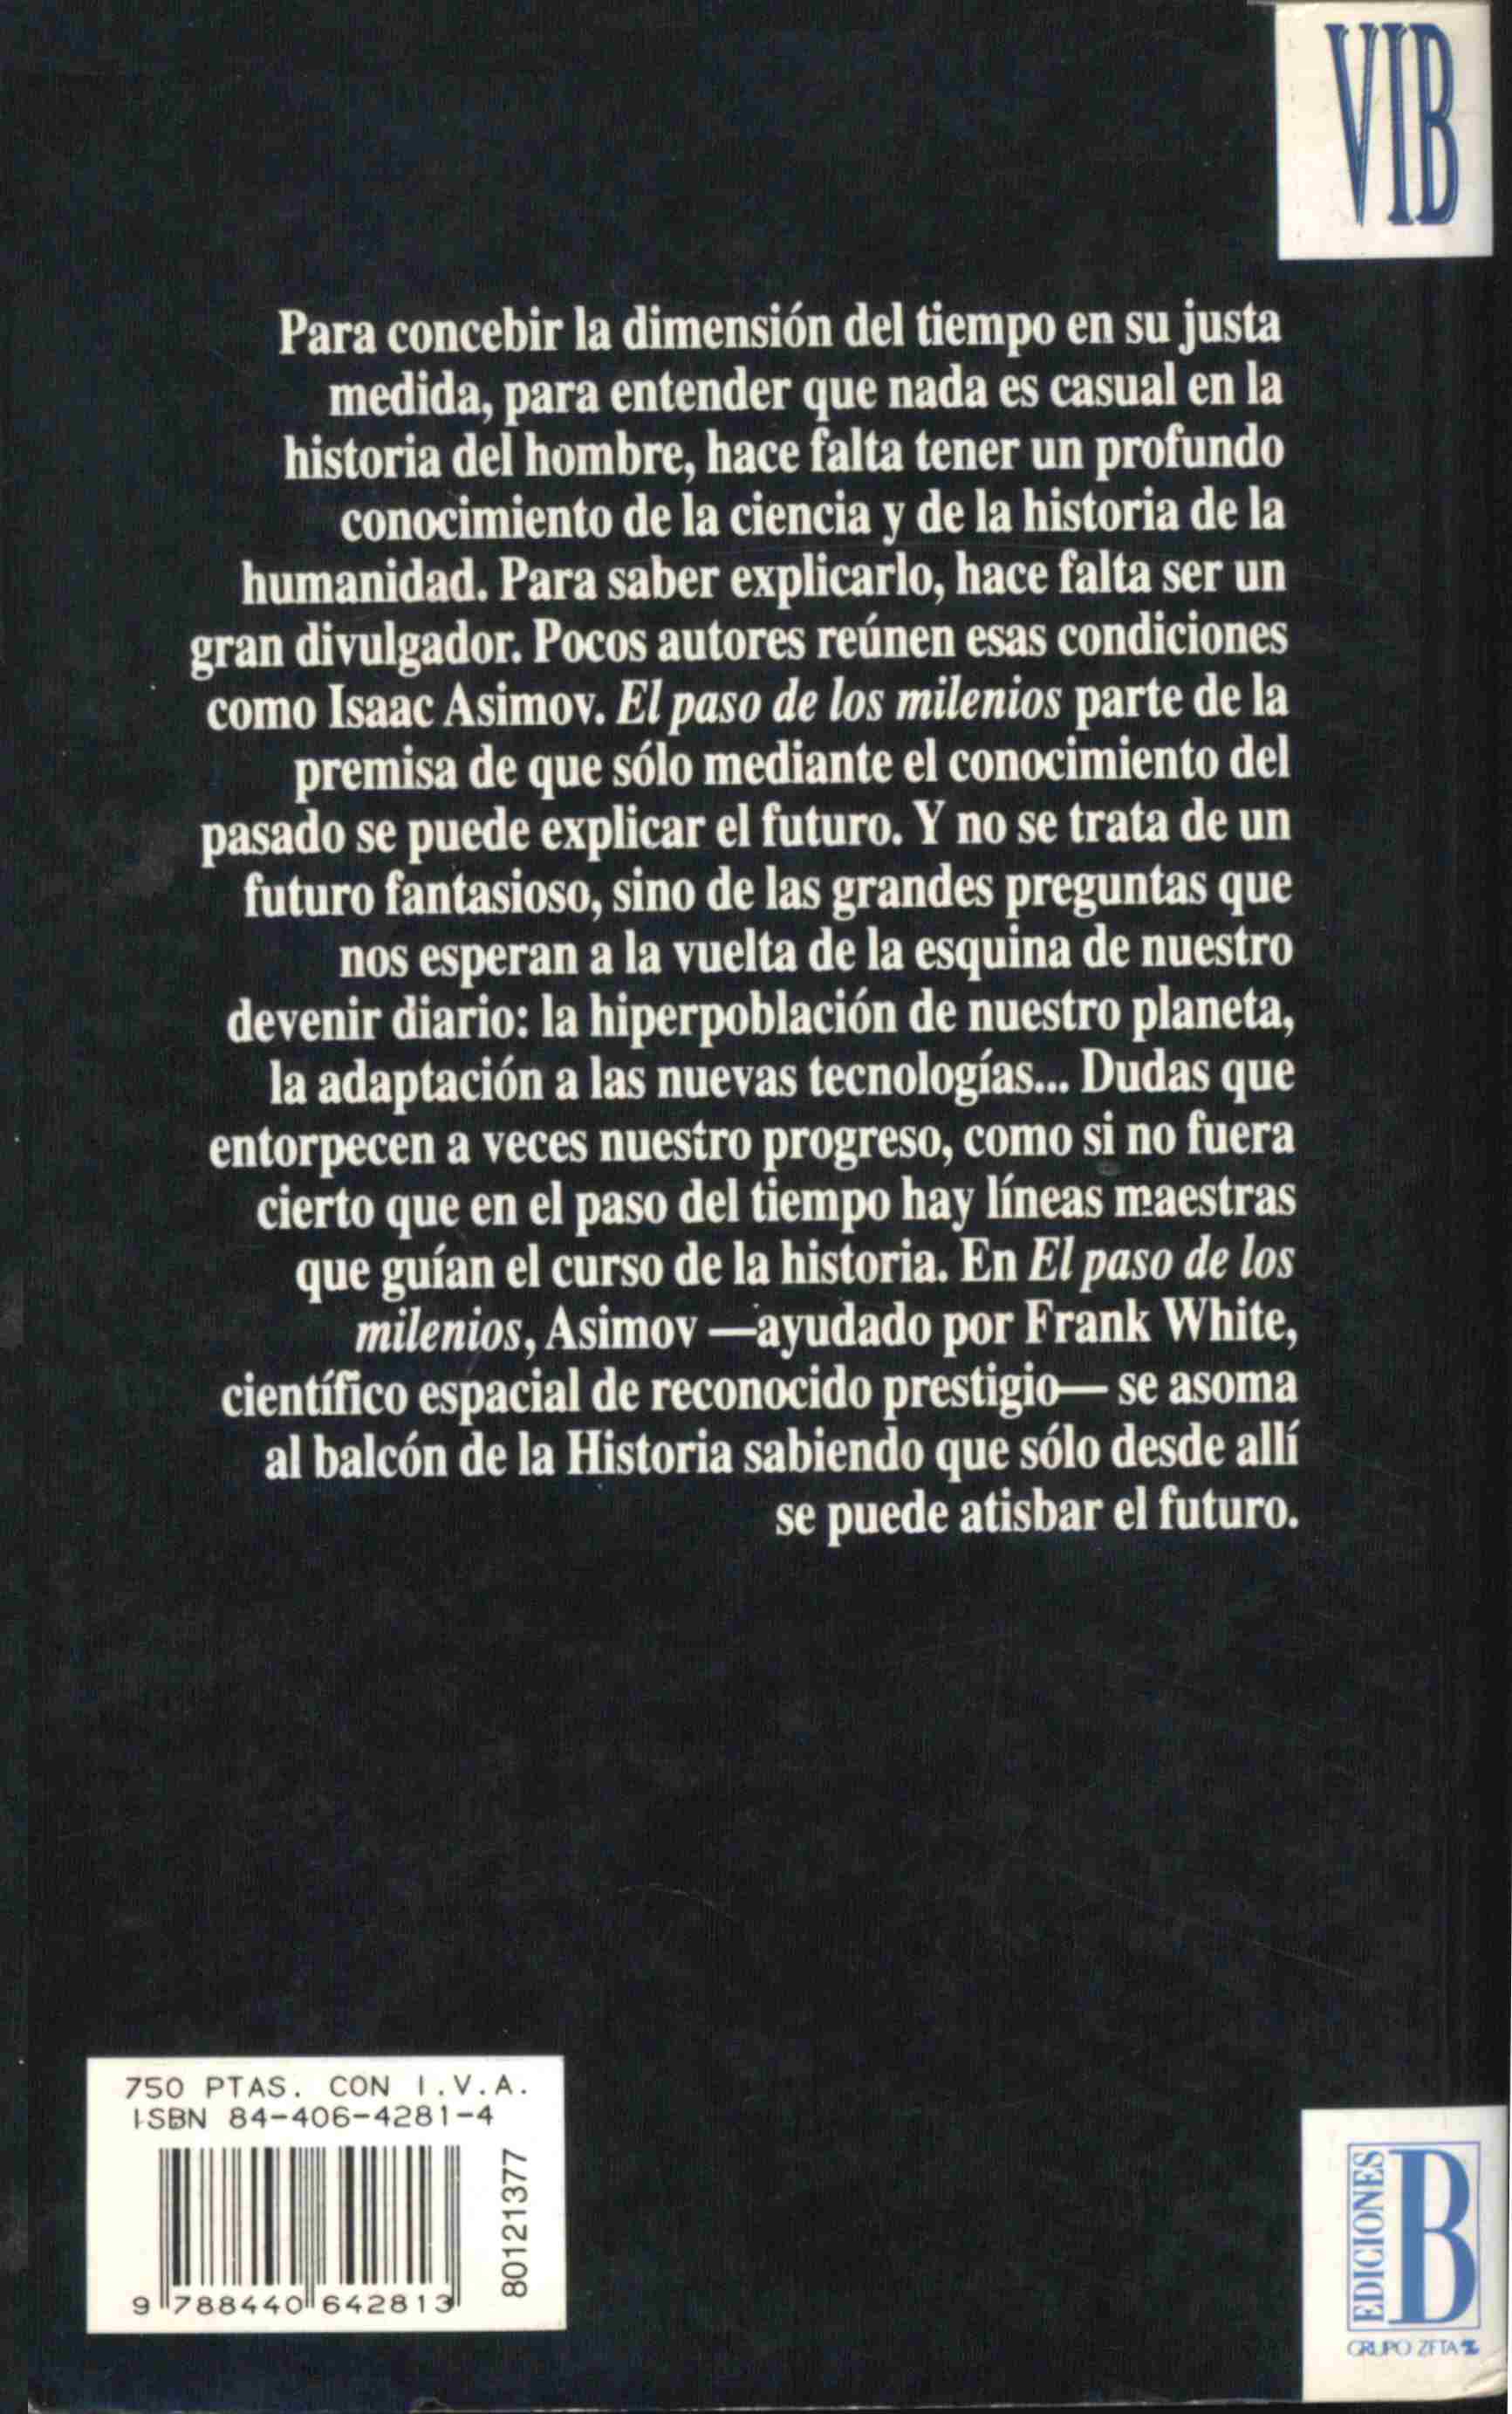 VIB
Para concebir la dimensión del tiempo en su justa
medida, para entender que nada es casual en la
historia del hombre, hace falta tener un profundo
conocimiento de la ciencia y de la historia de la
humanidad. Para saber explicarlo, hace falta ser un
gran divulgador. Pocos autores reúnen esas condiciones
como Isaac Asimov. El paso de los milenios parte de la
premisa de que sólo mediante el conocimiento del
pasado se puede explicar el futuro. Y no se trata de un
futuro fantasioso, sino de las grandes preguntas que
nos esperan a la vuelta de la esquina de nuestro
devenir diario: la hiperpoblación de nuestro planeta,
la adaptación a las nuevas tecnologías... Dudas que
entorpecen a veces nuestro progreso, como si no fuera
cierto que en el paso del tiempo hay líneas maestras
que guían el curso de la historia. En El paso de los
milenios, Asimov —ayudado por Frank White,
científico espacial de reconocido prestigio— se asoma
al balcón de la Historia sabiendo que sólo desde allí
se puede atisbar el futuro.
750 PTAS. CON I.V.A.
ISBN 84-406-4281-4
80121377
9 788440 642813
EDICIONES
B
GRUPO ZETA